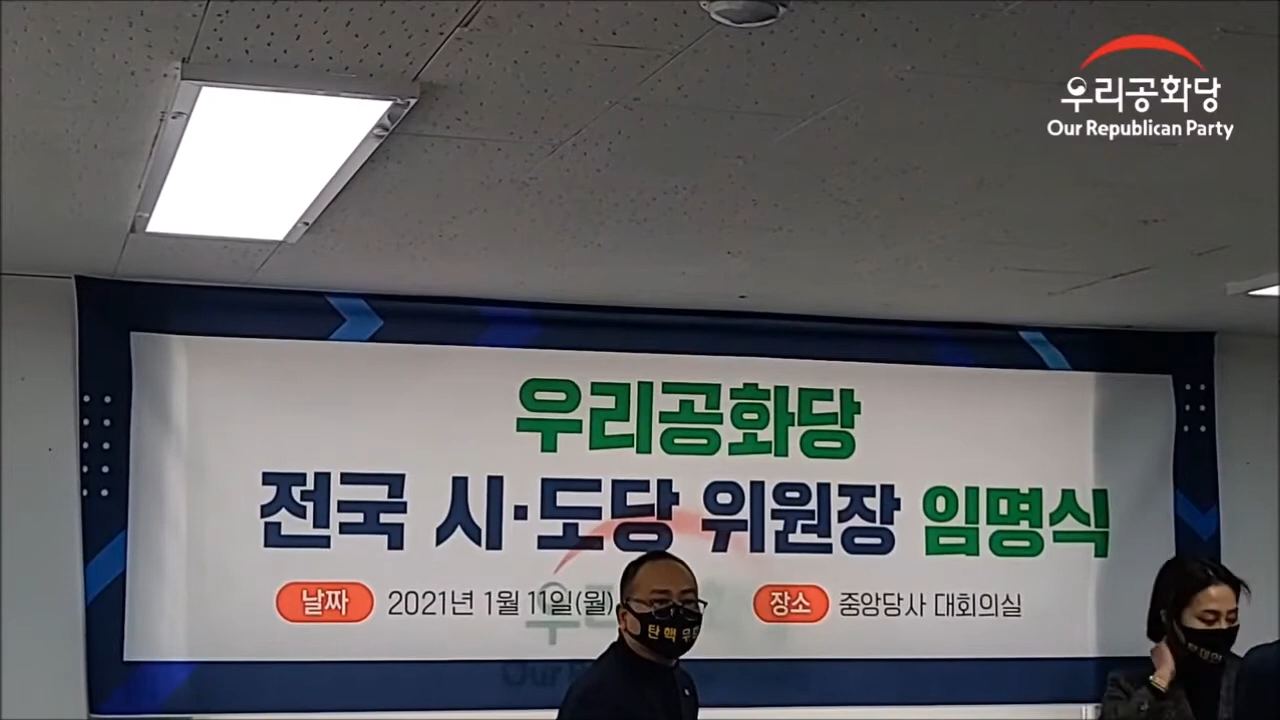 우리공화당
Our Republican Party
우리공화당
전국 시·도당 위원장 임명식
날짜 2021년 1월 11일(월) 장소 중앙당사 대회의실
탄핵